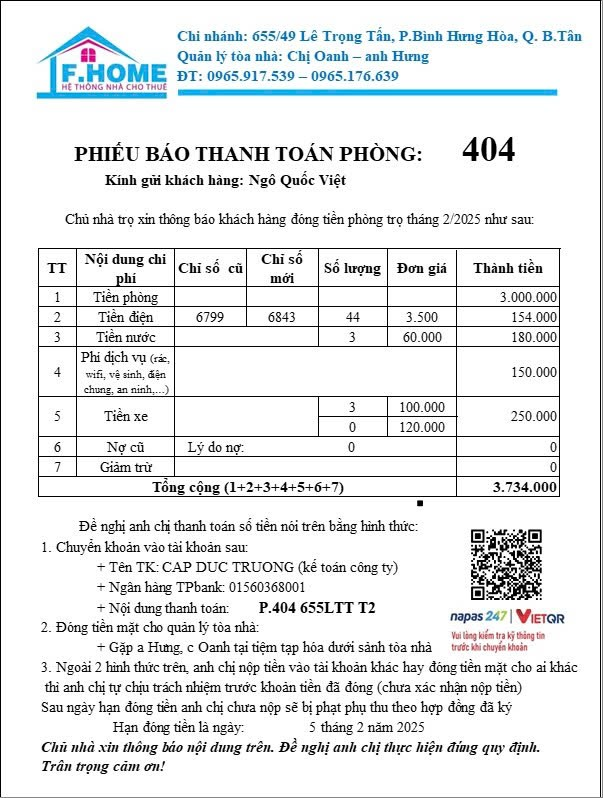 F.HOME
HỆ THỐNG NHÀ CHO THUÊ
Chi nhánh: 655/49 Lê Trọng Tấn, P.Bình Hưng Hòa, Q. B.Tân
Quản lý tòa nhà: Chị Oanh – anh Hưng
ĐT: 0965.917.539 – 0965.176.639
PHIẾU BÁO THANH TOÁN PHÒNG: 404
Kính gửi khách hàng: Ngô Quốc Việt
Chủ nhà trọ xin thông báo khách hàng đóng tiền phòng trọ tháng 2/2025 như sau:
TT Nội dung chi phí Chỉ số cũ Chỉ số mới Số lượng Đơn giá Thành tiền
1 Tiền phòng 3.000.000
2 Tiền điện 6799 6843 44 3.500 154.000
3 Tiền nước 3 60.000 180.000
4 Phí dịch vụ (rác, wifi, vệ sinh, điện chung, an ninh,...) 150.000
5 Tiền xe 3 100.000 250.000
0 120.000
6 Nợ cũ Lý do nợ: 0 0
7 Giảm trừ 0
Tổng cộng (1+2+3+4+5+6+7) 3.734.000
Đề nghị anh chị thanh toán số tiền nói trên bằng hình thức:
1. Chuyển khoản vào tài khoản sau:
+ Tên TK: CAP DUC TRUONG (kế toán công ty)
+ Ngân hàng TPbank: 01560368001
+ Nội dung thanh toán: P.404 655LTT T2
napas 247 | VIETQR
Vui lòng kiểm tra kỹ thông tin
trước khi chuyển khoản
2. Đóng tiền mặt cho quản lý tòa nhà:
+ Gặp a Hưng, c Oanh tại tiệm tạp hóa dưới sảnh tòa nhà
3. Ngoài 2 hình thức trên, anh chị nộp tiền vào tài khoản khác hay đóng tiền mặt cho ai khác
thì anh chị tự chịu trách nhiệm trước khoản tiền đã đóng (chưa xác nhận nộp tiền)
Sau ngày hạn đóng tiền anh chị chưa nộp sẽ bị phạt phụ thu theo hợp đồng đã ký
Hạn đóng tiền là ngày: 5 tháng 2 năm 2025
Chủ nhà xin thông báo nội dung trên. Đề nghị anh chị thực hiện đúng quy định.
Trân trọng cảm ơn!